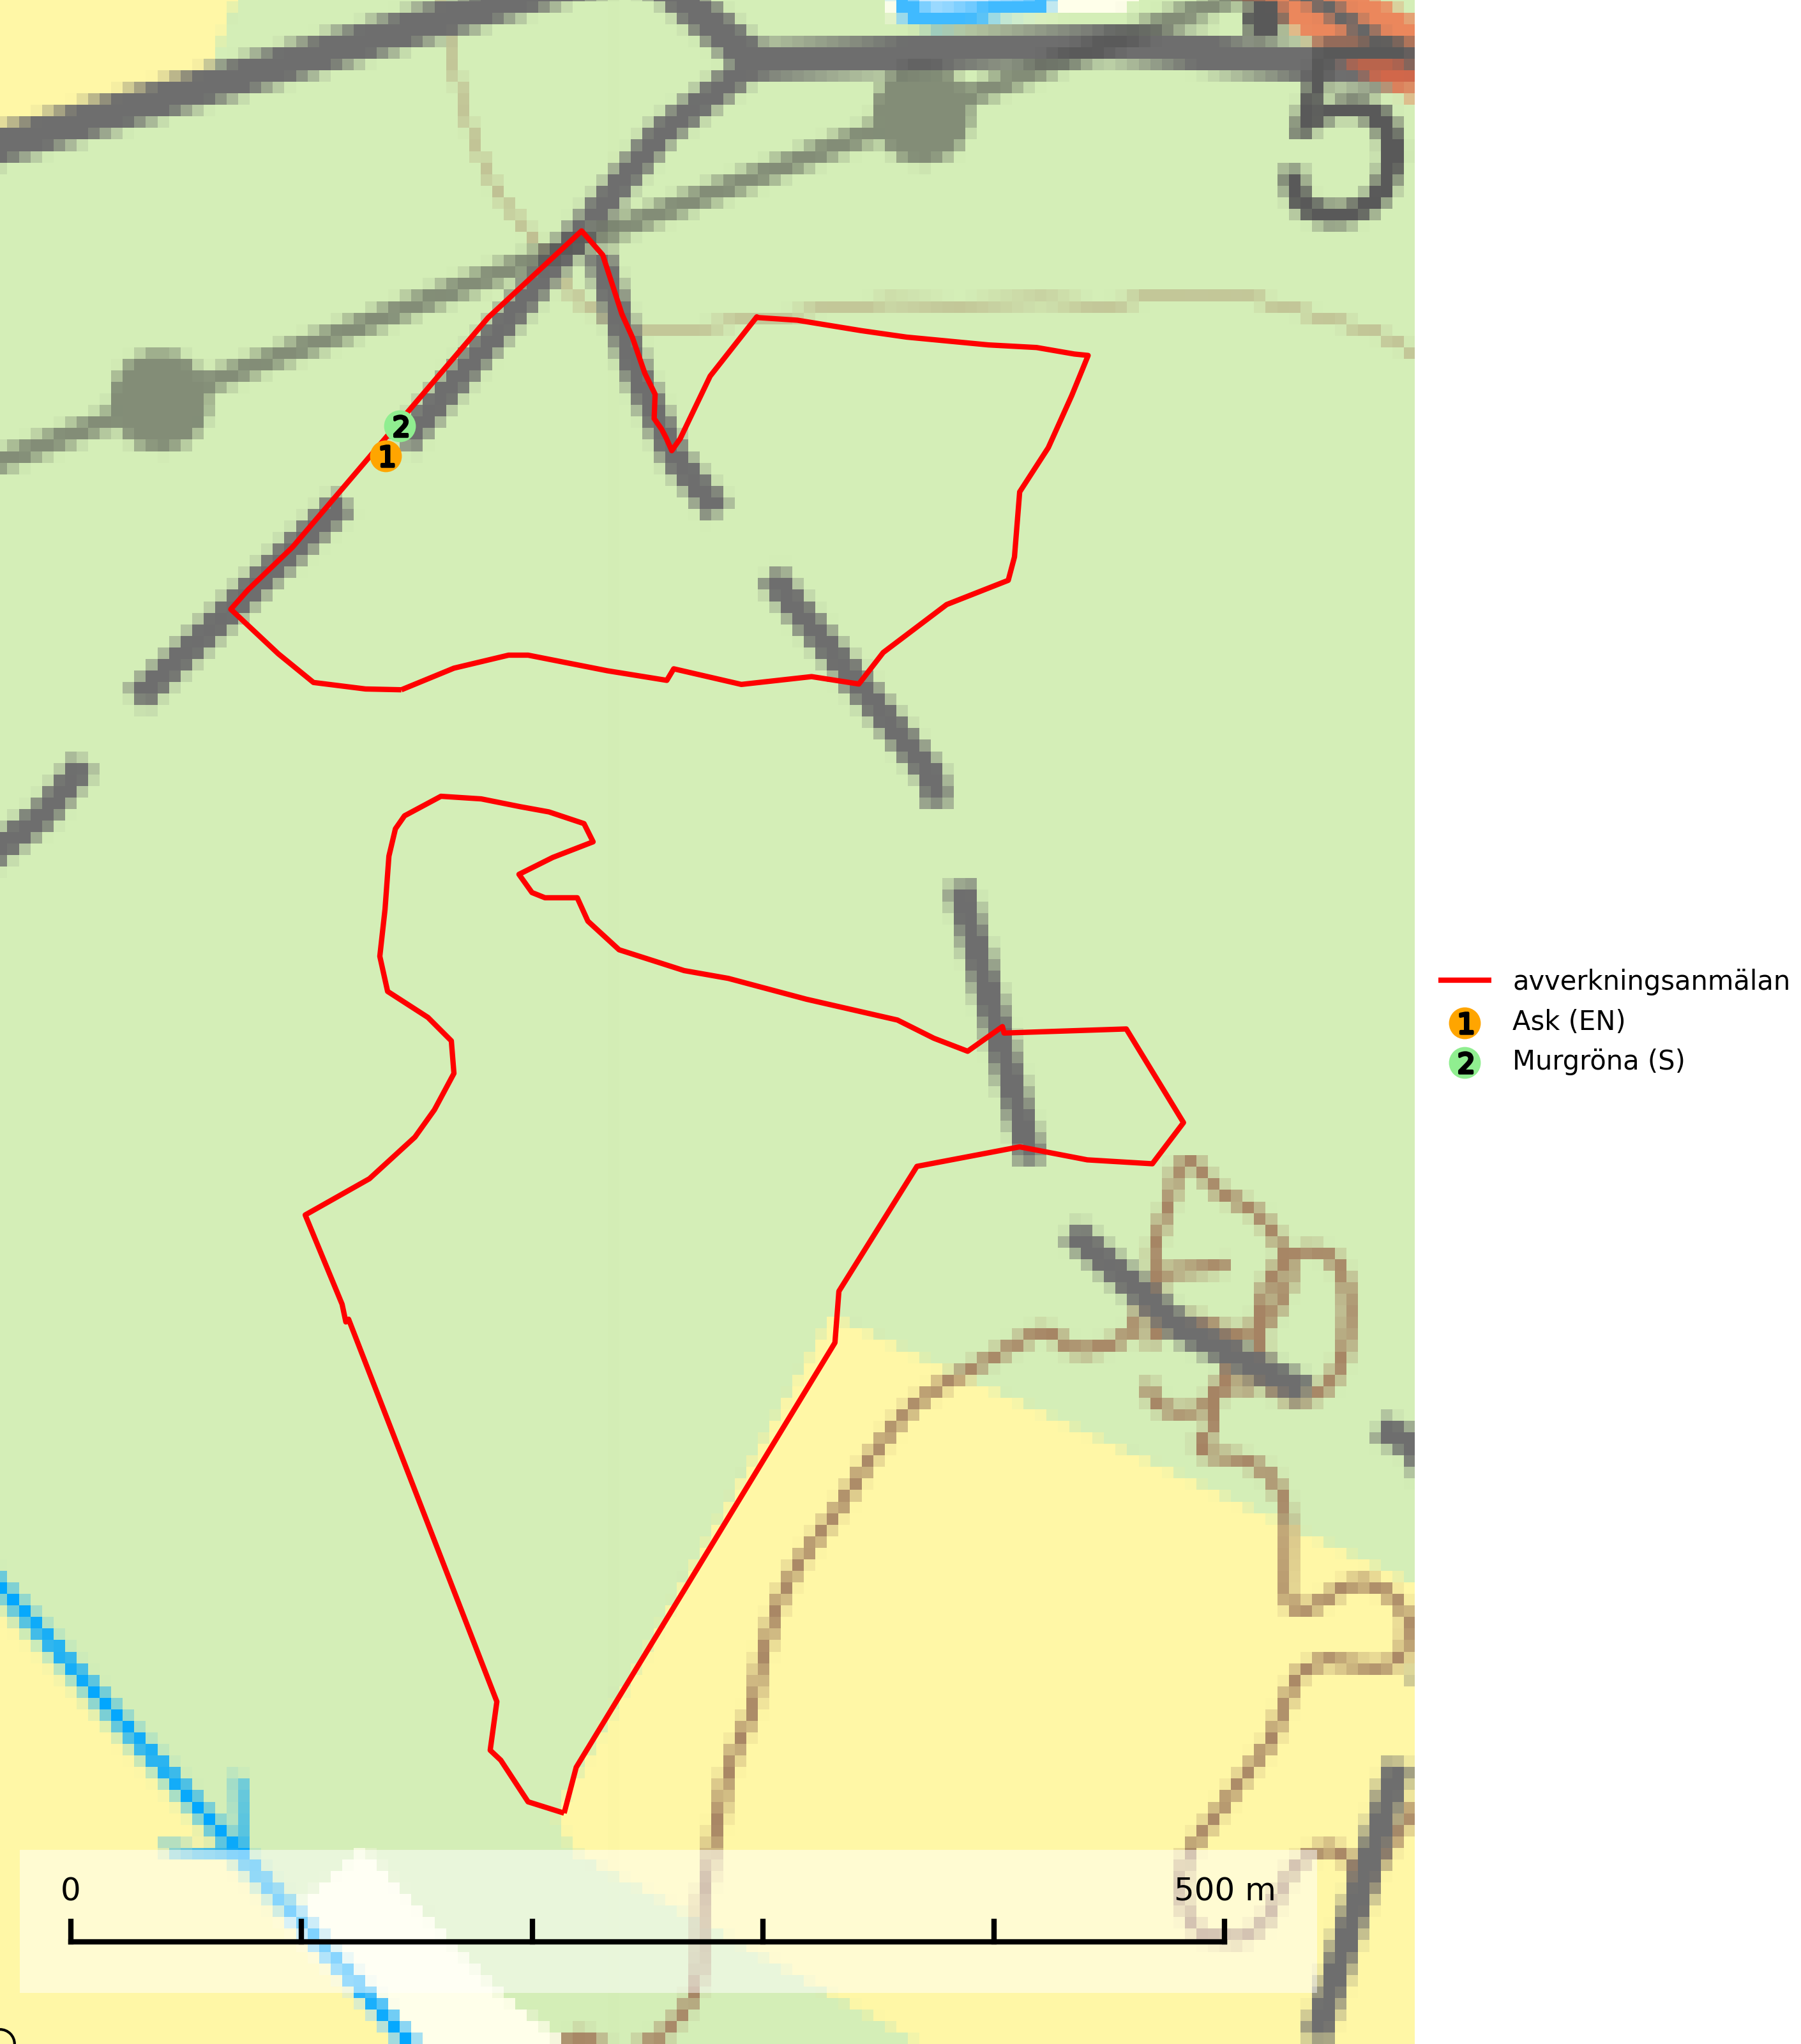 5
2
1
avverkningsanmälan
1 Ask (EN)
2 Murgröna (S)
0 500 m